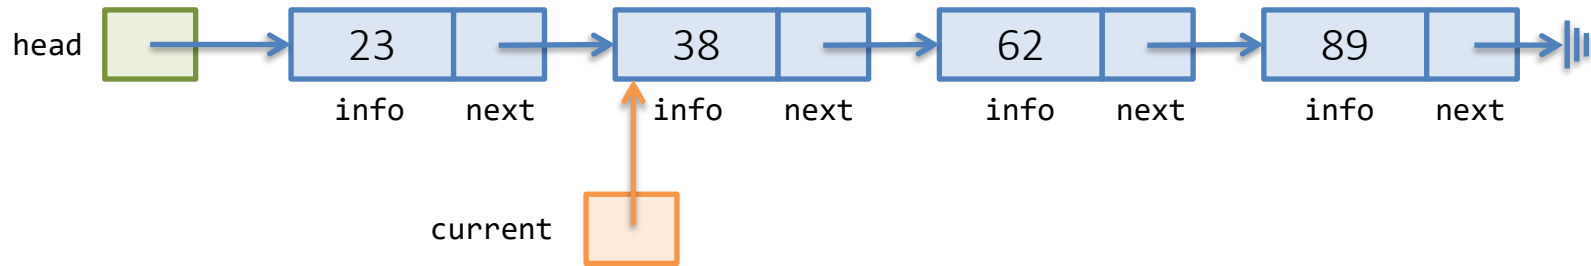 head 23 38 62 89
info next info next info next info next
current